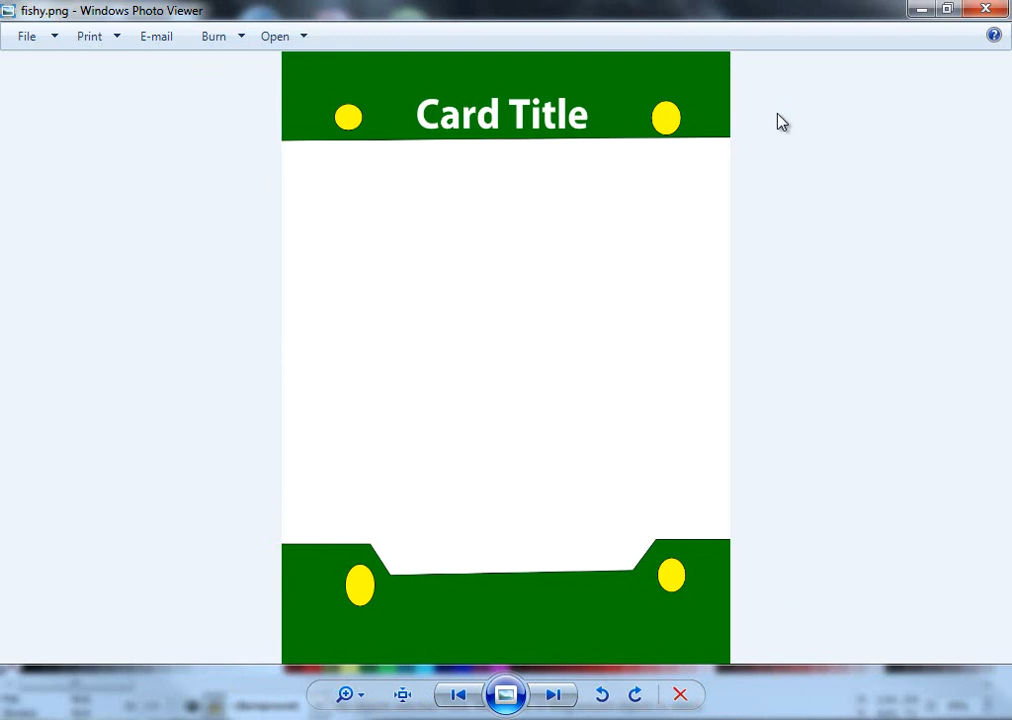 fishy.png - Windows Photo Viewer
File Print E-mail Burn Open
Card Title